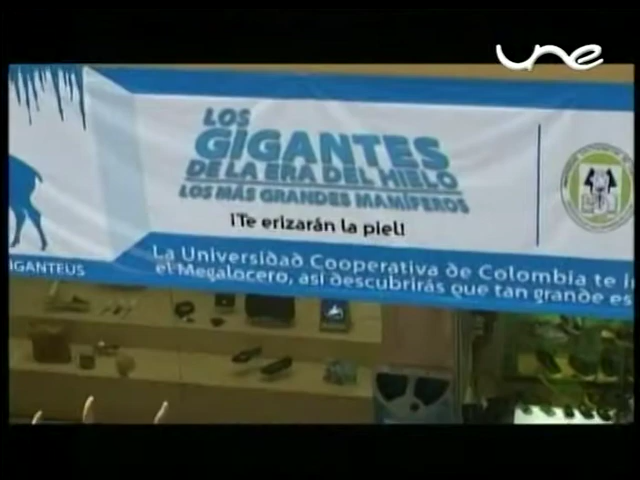 une
LOS
GIGANTES
DE LA ERA DEL HIELO
LOS MÁS GRANDES MAMÍFEROS
¡Te erizarán la piel!
La Universidad Cooperativa de Colombia te
IGANTEUS
el Megalocero, así descubrirás que tan grande es